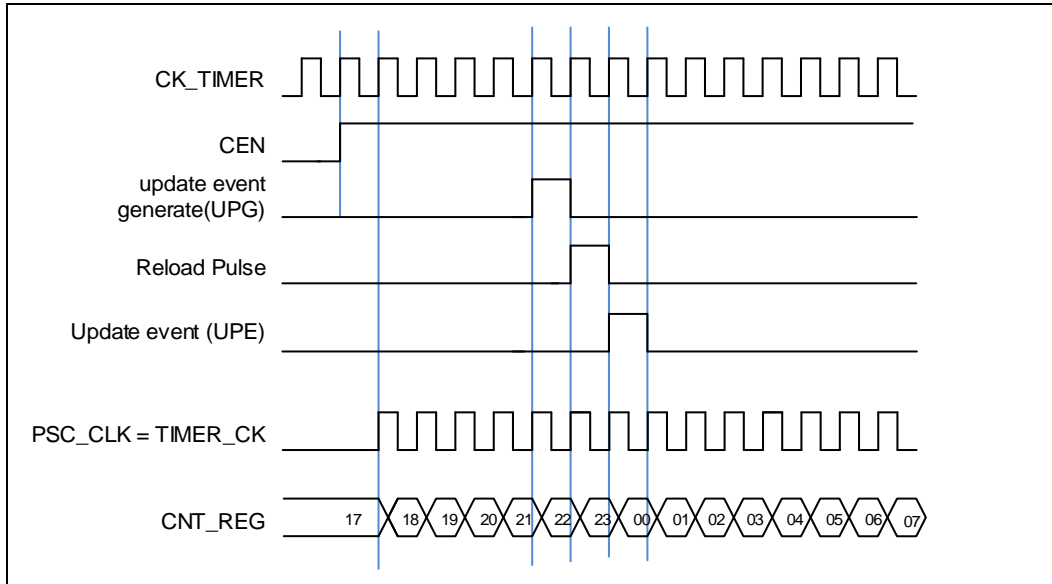 CK_TIMER
CEN
update event
generate(UPG)
Reload Pulse
Update event (UPE)
PSC_CLK = TIMER_CK
CNT_REG 17 18 19 20 21 22 23 00 01 02 03 04 05 06 07